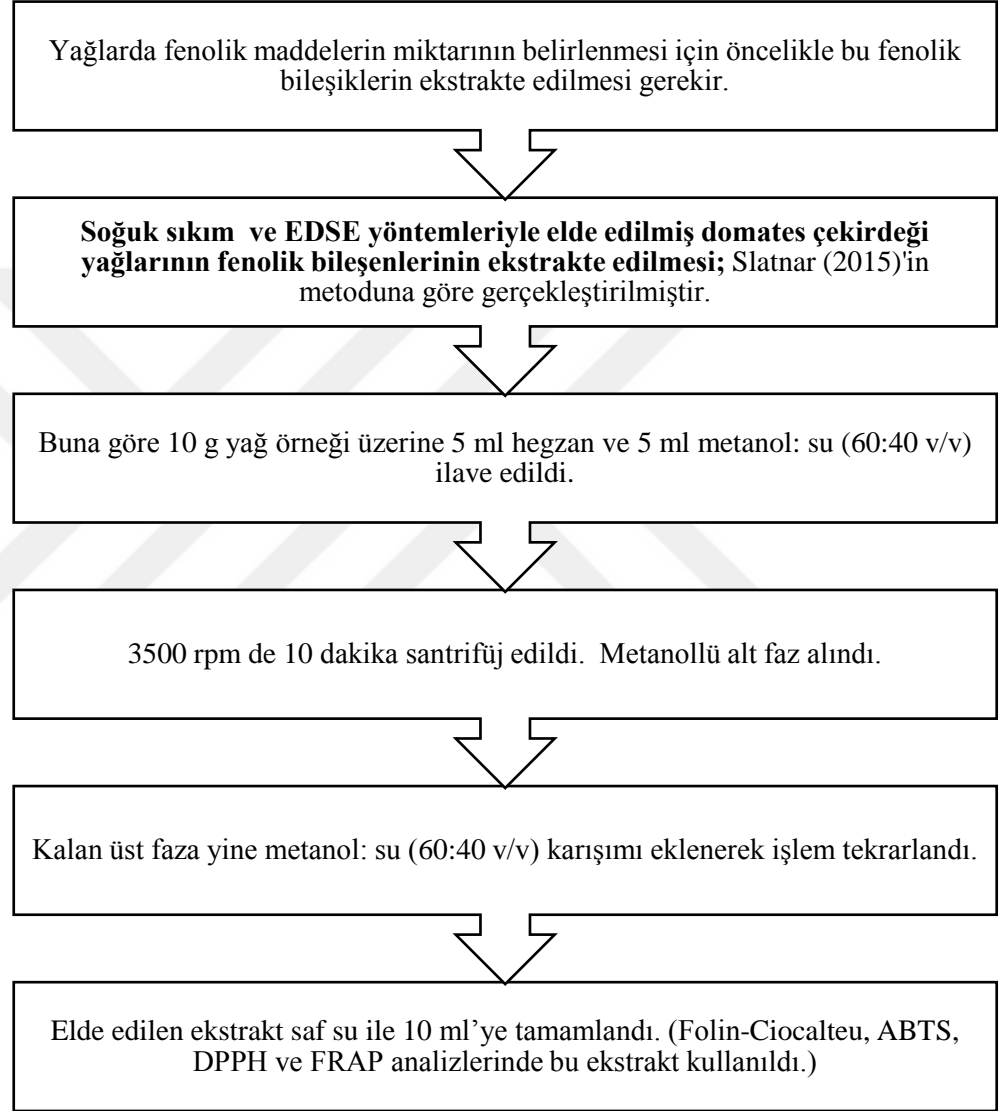 Yağlarda fenolik maddelerin miktarının belirlenmesi için öncelikle bu fenolik
bileşiklerin ekstrakte edilmesi gerekir.
Soğuk sıkım ve EDSE yöntemleriyle elde edilmiş domates çekirdeği
yağlarının fenolik bileşenlerinin ekstrakte edilmesi; Slatnar (2015)'in
metoduna göre gerçekleştirilmiştir.
Buna göre 10 g yağ örneği üzerine 5 ml hegzan ve 5 ml metanol: su (60:40 v/v)
ilave edildi.
3500 rpm de 10 dakika santrifüj edildi. Metanollü alt faz alındı.
Kalan üst faza yine metanol: su (60:40 v/v) karışımı eklenerek işlem tekrarlandı.
Elde edilen ekstrakt saf su ile 10 ml’ye tamamlandı. (Folin-Ciocalteu, ABTS,
DPPH ve FRAP analizlerinde bu ekstrakt kullanıldı.)